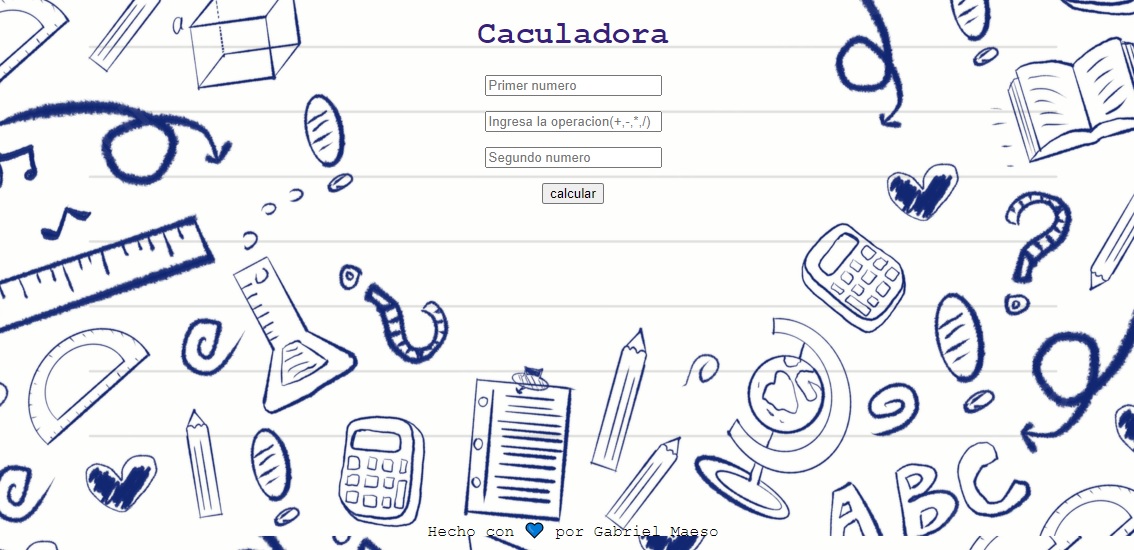 Caculadora
a
Primer numero
Ingresa la operacion(+,-,*,/)
Segundo numero
calcular
ABC
Hecho con 💙 por Gabriel Maeso